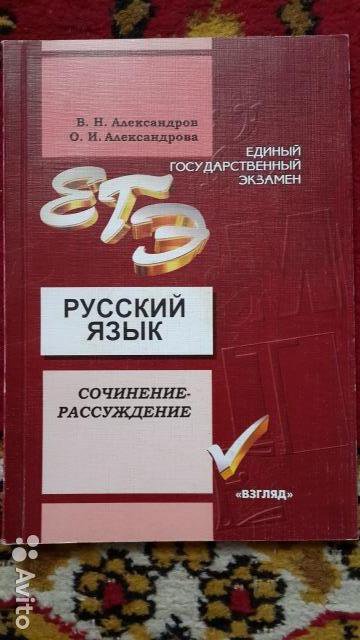 В. Н. Александров
О. И. Александрова
ЕДИНЫЙ
ГОСУДАРСТВЕННЫЙ
ЭКЗАМЕН
ЕГЭ
РУССКИЙ
ЯЗЫК
СОЧИНЕНИЕ-
РАССУЖДЕНИЕ
«ВЗГЛЯД»
Avito